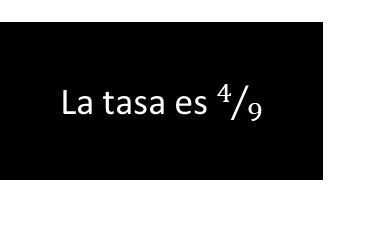 La tasa es ⁴⁄₉